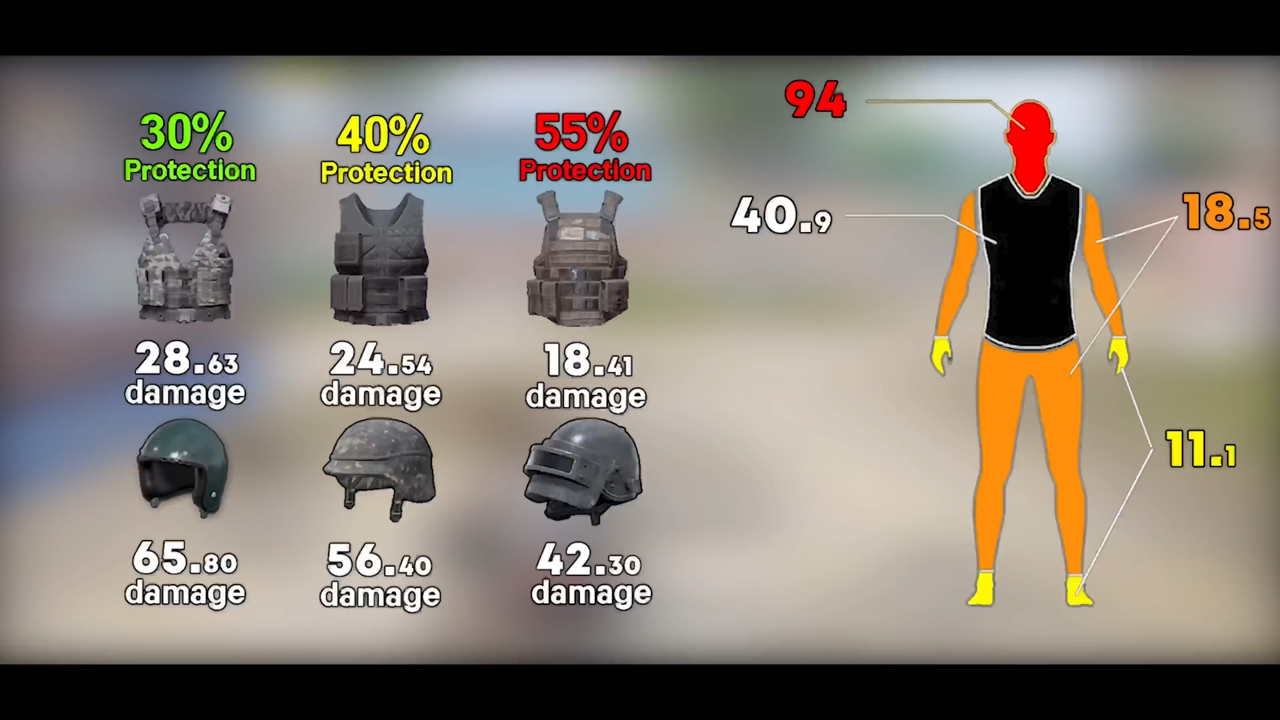 30%
Protection
40%
Protection
55%
Protection
28.63
damage
24.54
damage
18.41
damage
65.80
damage
56.40
damage
42.30
damage
94
40.9
18.5
11.1